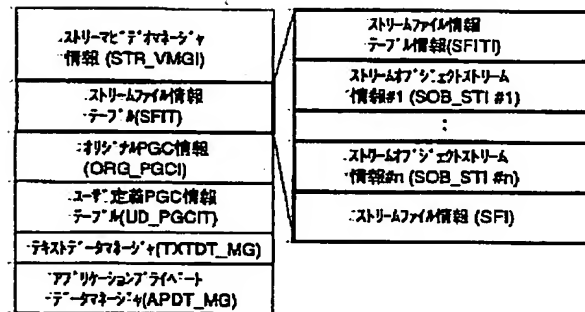 ストリーマビデオマネージャ
情報 (STR_VMGI)
ストリームファイル情報
テーブル(SFIT)
オリジナルPGC情報
(ORG_PGCI)
ユーザ定義PGC情報
テーブル(UD_PGCIT)
テキストデータマネージャ(TXTDT_MG)
アプリケーションプライベート
データマネージャ(APDT_MG)
ストリームファイル情報
テーブル情報(SFITI)
ストリームオブジェクトストリーム
情報#1 (SOB_STI #1)
:
ストリームオブジェクトストリーム
情報#n (SOB_STI #n)
ストリームファイル情報 (SFI)